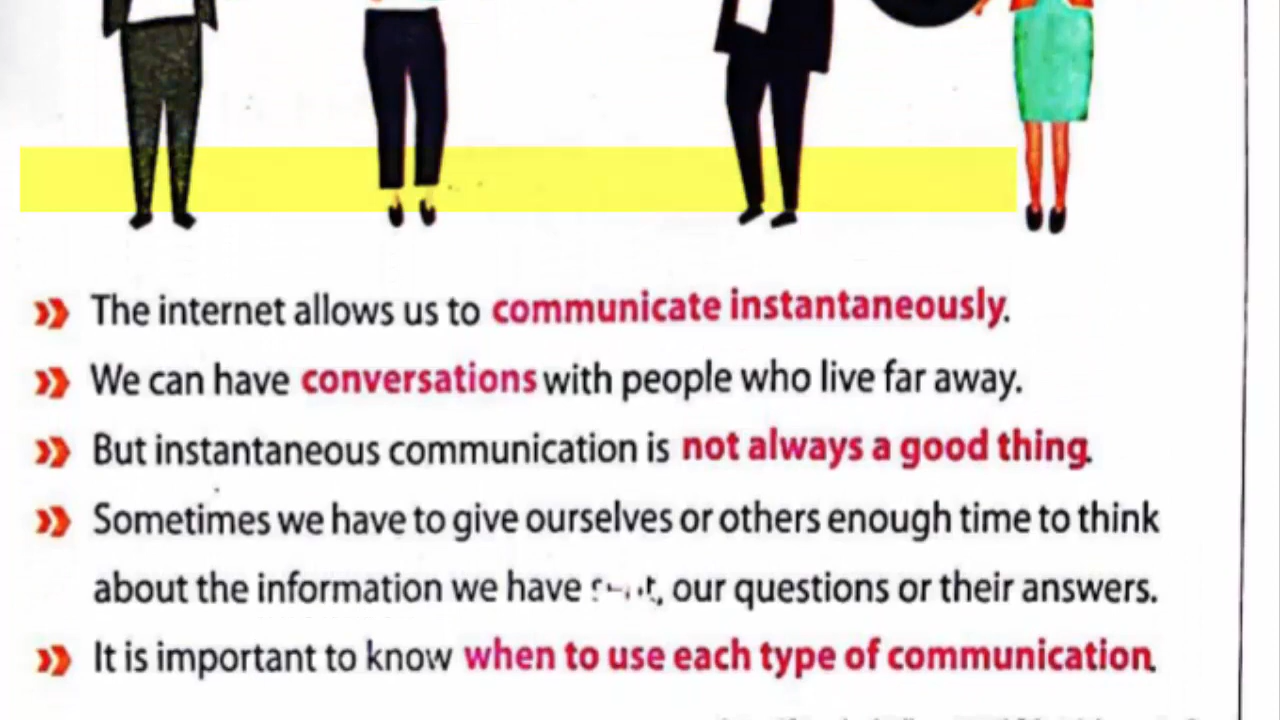 The internet allows us to communicate instantaneously.
We can have conversations with people who live far away.
But instantaneous communication is not always a good thing.
Sometimes we have to give ourselves or others enough time to think
about the information we have our questions or their answers.
It is important to know when to use each type of communication.